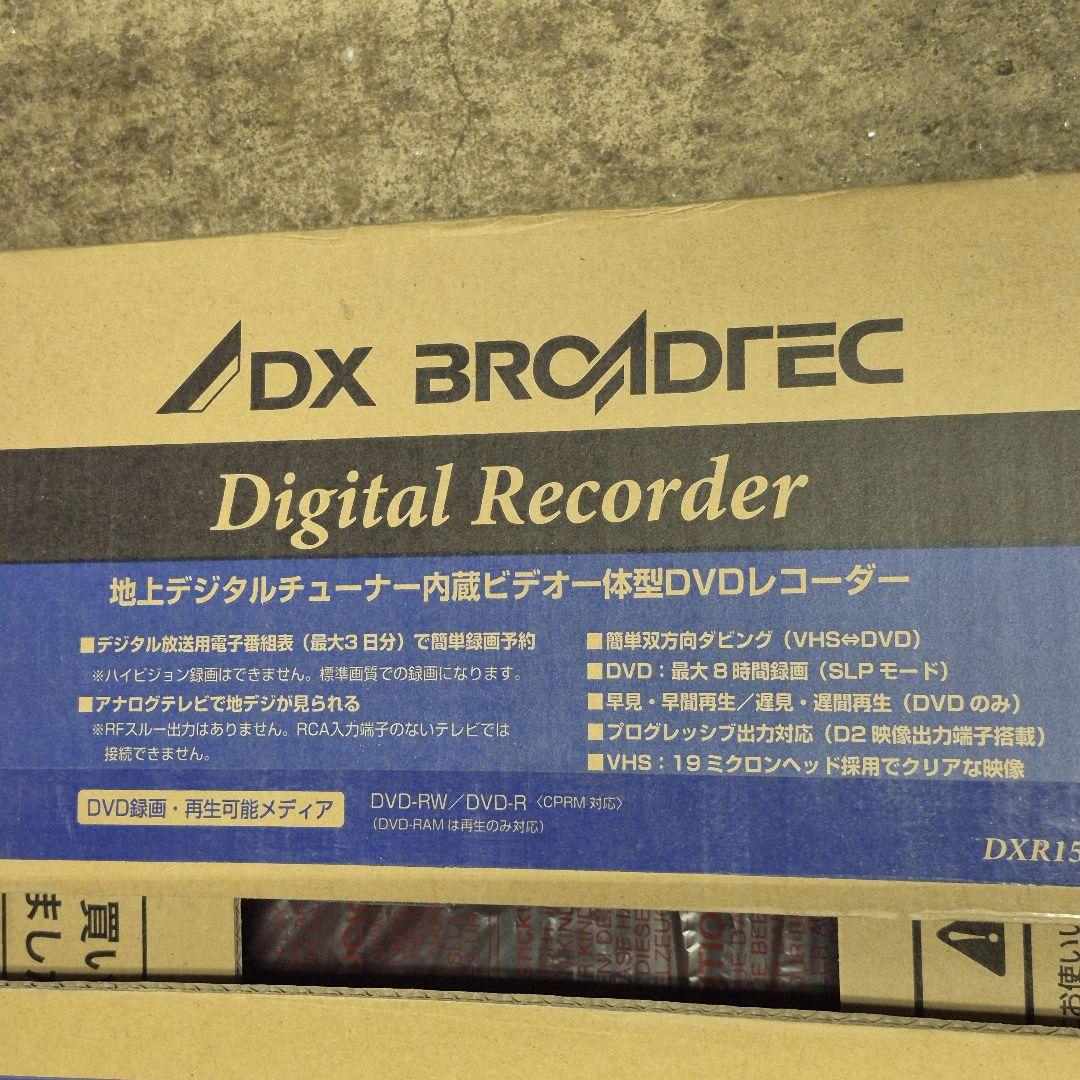 DX BROADTEC
Digital Recorder
地上デジタルチューナー内蔵ビデオ一体型DVDレコーダー
■デジタル放送用電子番組表（最大3日分）で簡単録画予約
※ハイビジョン録画はできません。標準画質での録画になります。
■アナログテレビで地デジが見られる
※RFスルー出力はありません。RCA入力端子のないテレビでは
接続できません。
■簡単双方向ダビング（VHS⇔DVD）
■DVD：最大8時間録画（SLPモード）
■早見・早聞再生／遅見・遅聞再生（DVDのみ）
■プログレッシブ出力対応（D2映像出力端子搭載）
■VHS：19ミクロンヘッド採用でクリアな映像
DVD録画・再生可能メディア
DVD-RW／DVD-R〈CPRM対応〉
（DVD-RAMは再生のみ対応）
DXR15
買い
まし
お使い